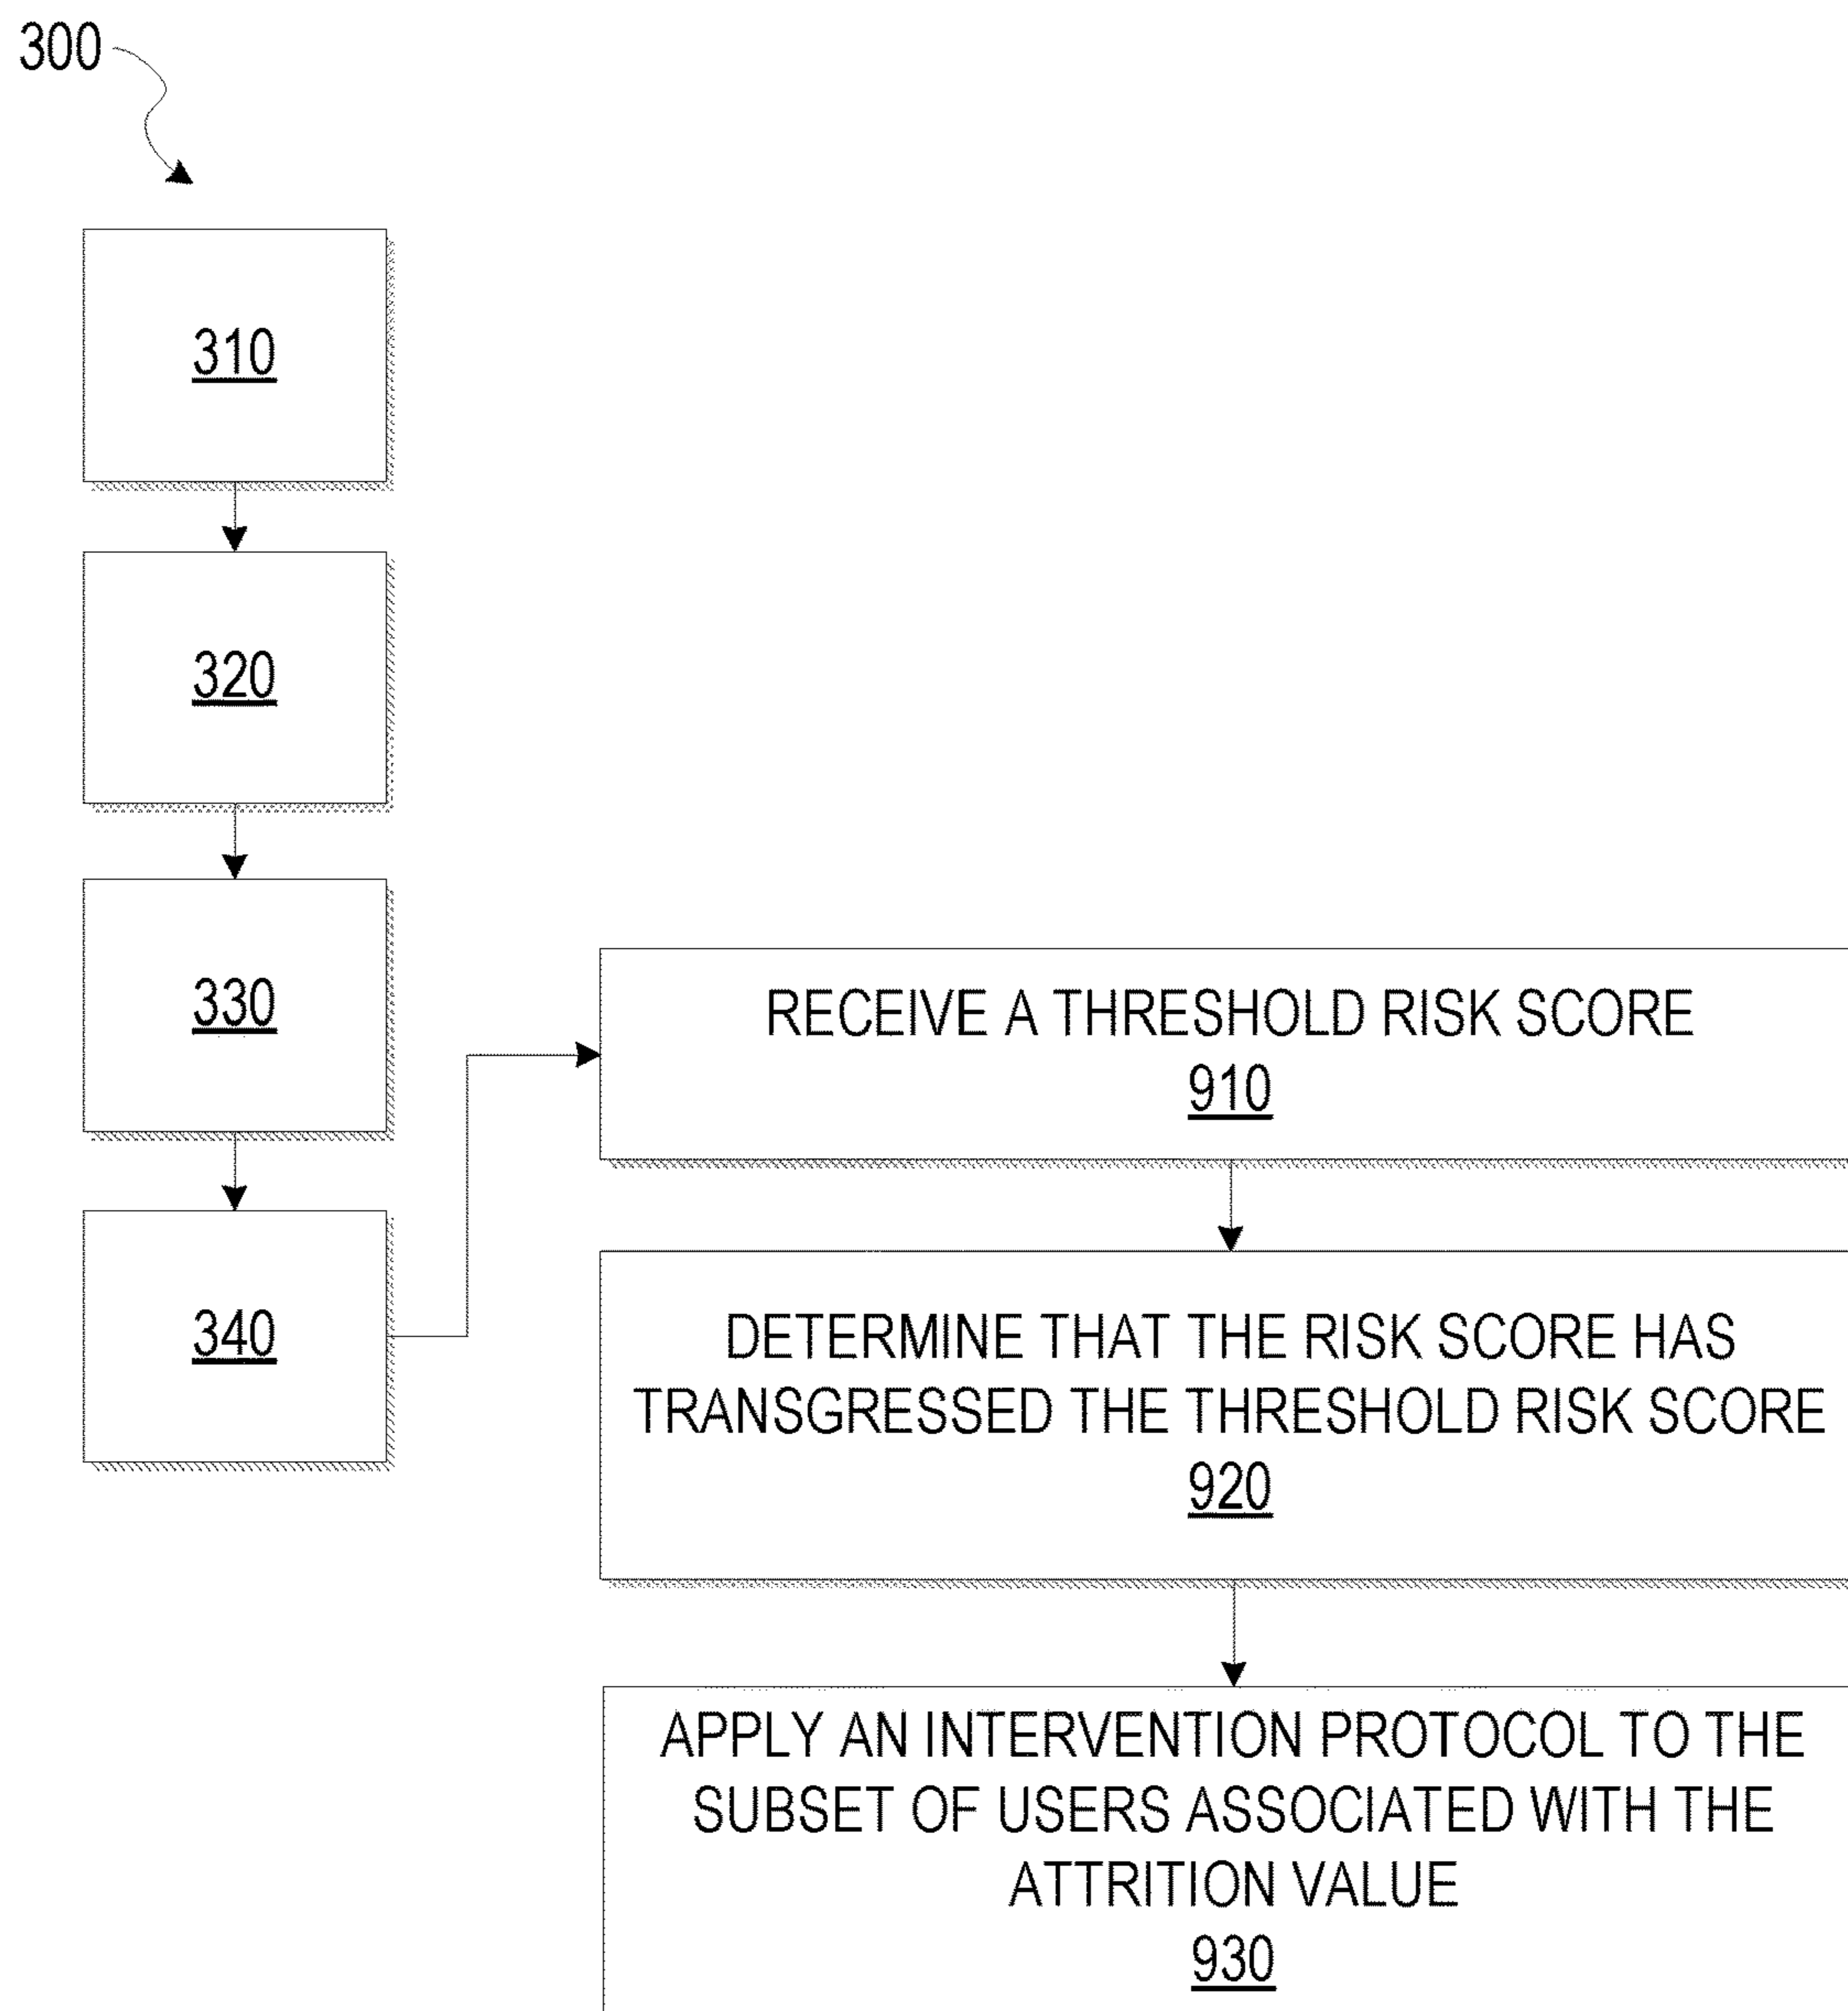 300
310
320
330
340
RECEIVE A THRESHOLD RISK SCORE
910
DETERMINE THAT THE RISK SCORE HAS
TRANSGRESSED THE THRESHOLD RISK SCORE
920
APPLY AN INTERVENTION PROTOCOL TO THE
SUBSET OF USERS ASSOCIATED WITH THE
ATTRITION VALUE
930